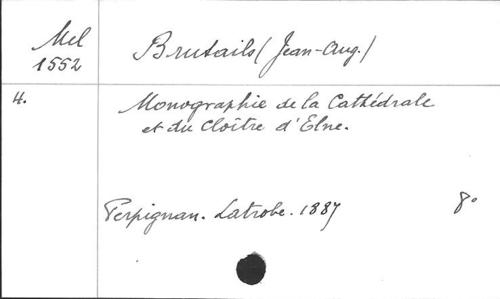 Mel
1552
Brutails (Jean-Aug.)
4.
Monographie de la Cathédrale
et du Cloître d'Elne.
Perpignan. Latrobe. 1887
8°